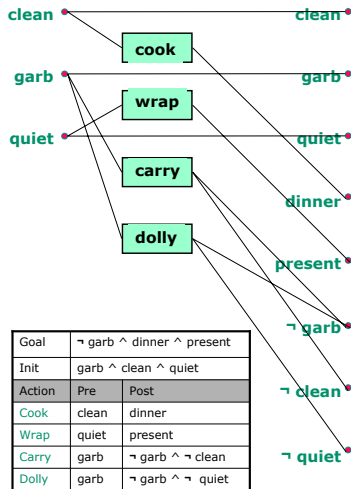 clean clean
cook
garb garb
wrap
quiet quiet
carry
dinner
dolly
present
¬ garb
¬ clean
¬ quiet
Goal ¬ garb ^ dinner ^ present
Init garb ^ clean ^ quiet
Action Pre Post
Cook clean dinner
Wrap quiet present
Carry garb ¬ garb ^ ¬ clean
Dolly garb ¬ garb ^ ¬ quiet